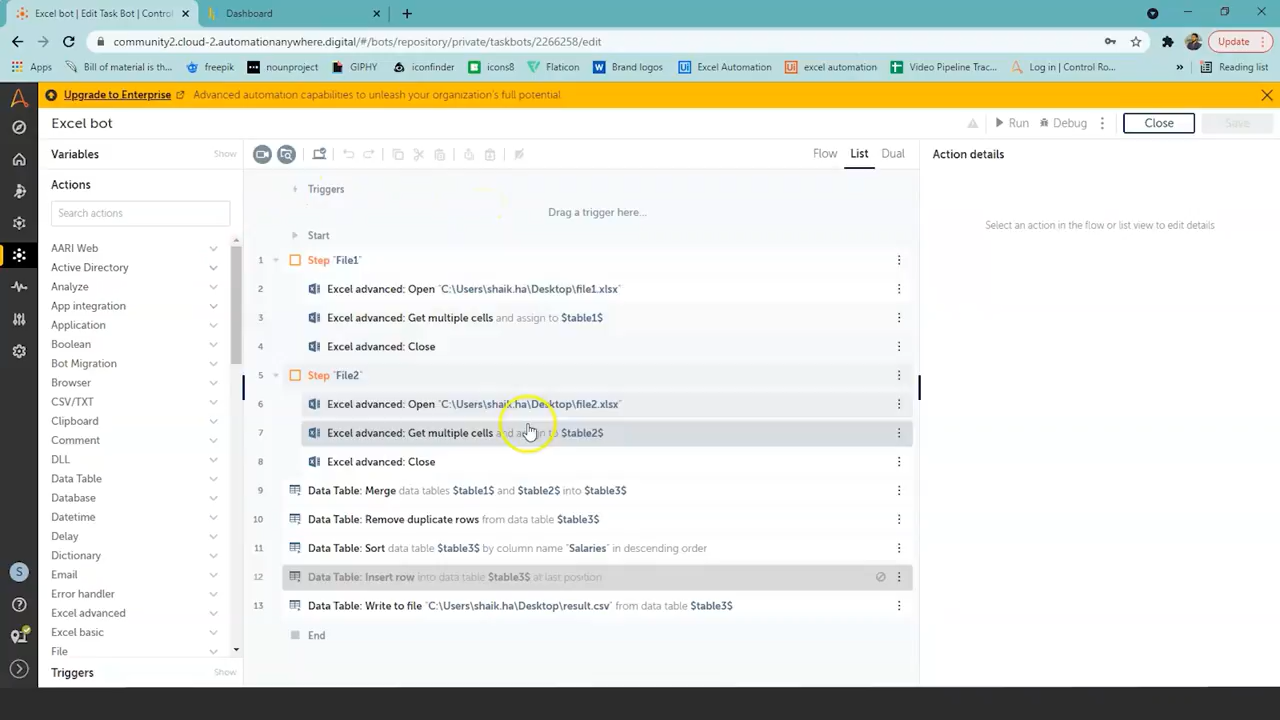 Excel bot | Edit Task Bot | Control
Dashboard
community2.cloud-2.automationanywhere.digital/#/bots/repository/private/taskbots/2266258/edit
Update
Apps
Bill of material is th...
freepik
nounproject
GIPHY
iconfinder
icons8
Flaticon
Brand logos
Excel Automation
excel automation
Video Pipeline Trac...
Log in | Control Ro...
»
Reading list
Upgrade to Enterprise
Advanced automation capabilities to unleash your organization's full potential.
Excel bot
Run
Debug
Close
Save
Variables
Show
Flow
List
Dual
Action details
Actions
Search actions
AARI Web
Active Directory
Analyze
App integration
Application
Boolean
Bot Migration
Browser
CSV/TXT
Clipboard
Comment
DLL
Data Table
Database
Datetime
Delay
Dictionary
Email
Error handler
Excel advanced
Excel basic
File
Triggers
Show
Triggers
Drag a trigger here...
Start
1 Step "File1"
2 Excel advanced: Open "C:\Users\shaik.ha\Desktop\file1.xlsx"
3 Excel advanced: Get multiple cells and assign to $table1$
4 Excel advanced: Close
5 Step "File2"
6 Excel advanced: Open "C:\Users\shaik.ha\Desktop\file2.xlsx"
7 Excel advanced: Get multiple cells and assign to $table2$
8 Excel advanced: Close
9 Data Table: Merge data tables $table1$ and $table2$ into $table3$
10 Data Table: Remove duplicate rows from data table $table3$
11 Data Table: Sort data table $table3$ by column name "Salaries" in descending order
12 Data Table: Insert row into data table $table3$ at last position
13 Data Table: Write to file "C:\Users\shaik.ha\Desktop\result.csv" from data table $table3$
End
Select an action in the flow or list view to edit details
S